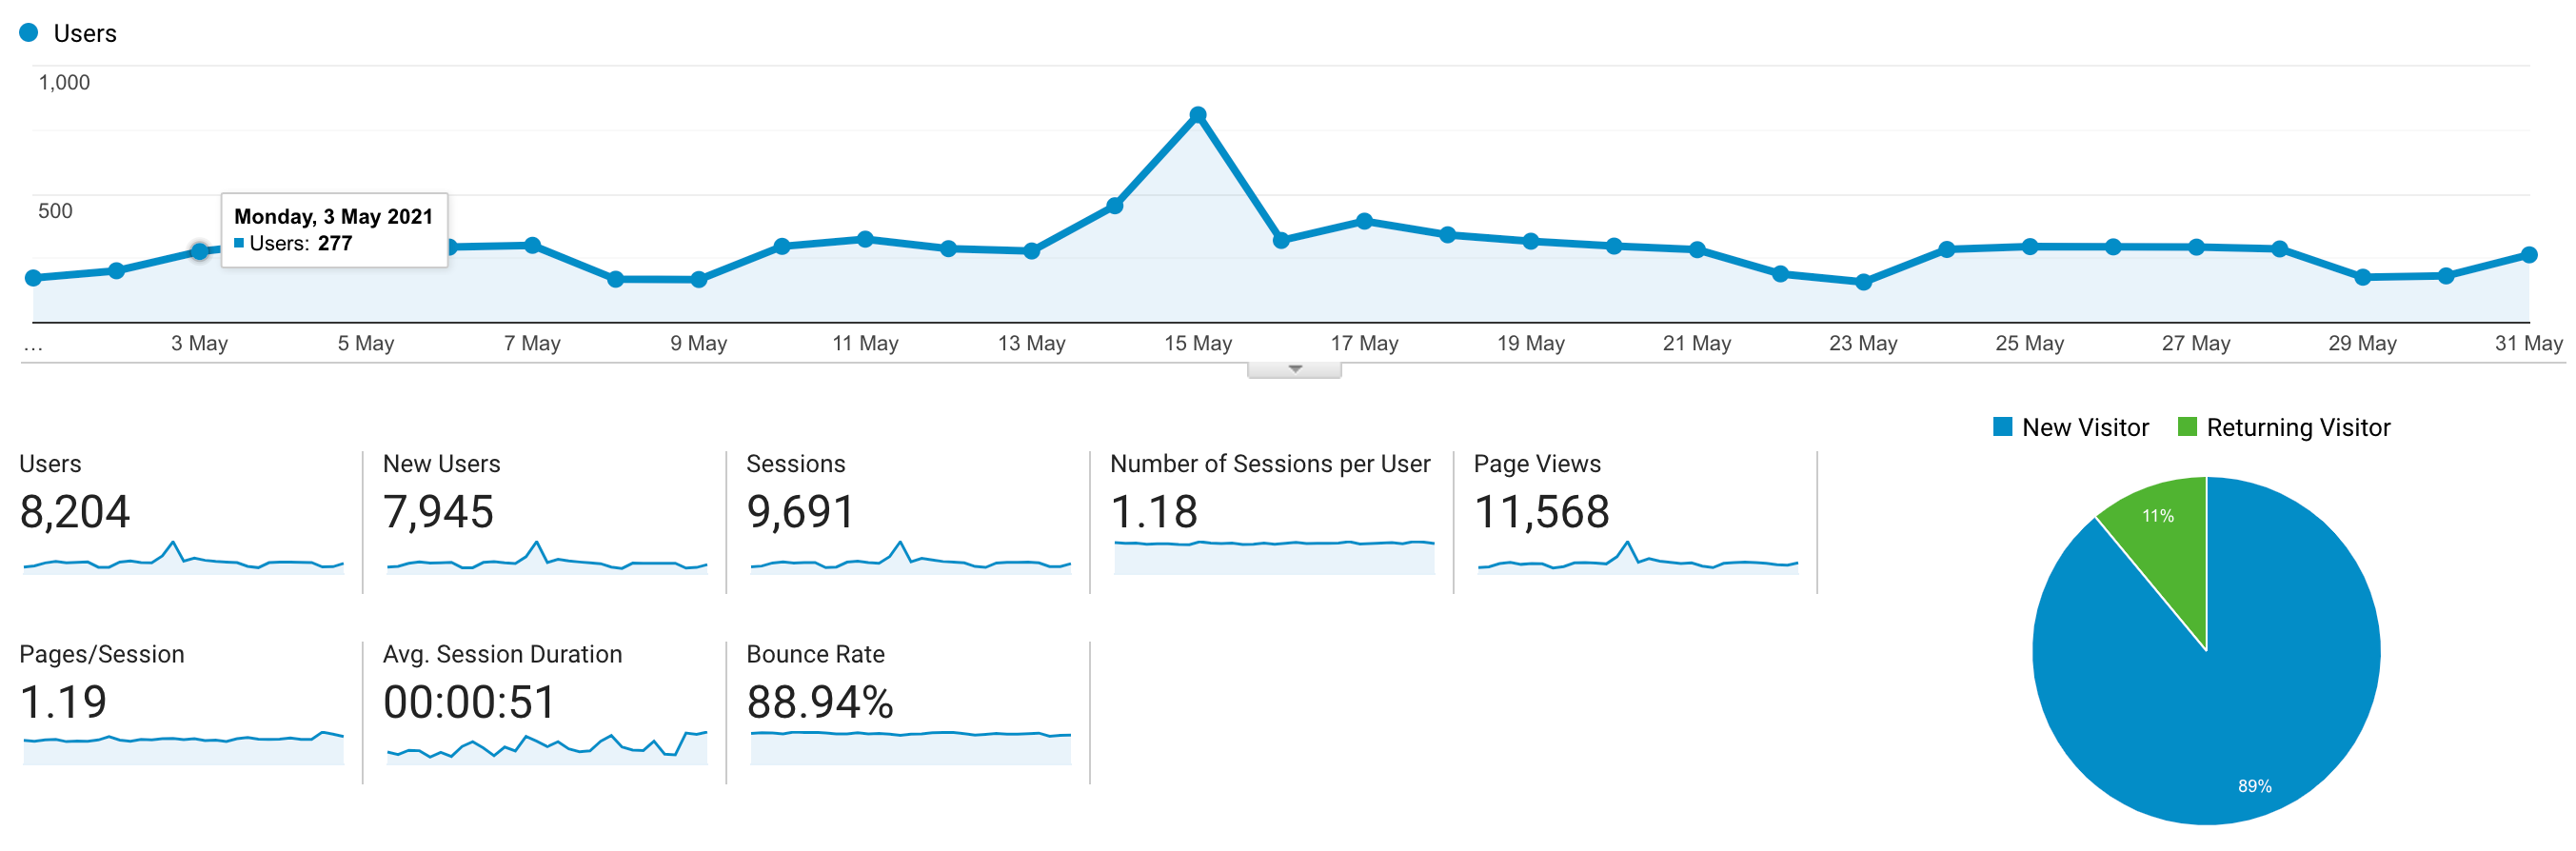 Users
1,000
500
Monday, 3 May 2021
Users: 277
... 3 May 5 May 7 May 9 May 11 May 13 May 15 May 17 May 19 May 21 May 23 May 25 May 27 May 29 May 31 May
New Visitor Returning Visitor
Users New Users Sessions Number of Sessions per User Page Views
8,204 7,945 9,691 1.18 11,568
11%
Pages/Session Avg. Session Duration Bounce Rate
1.19 00:00:51 88.94%
89%